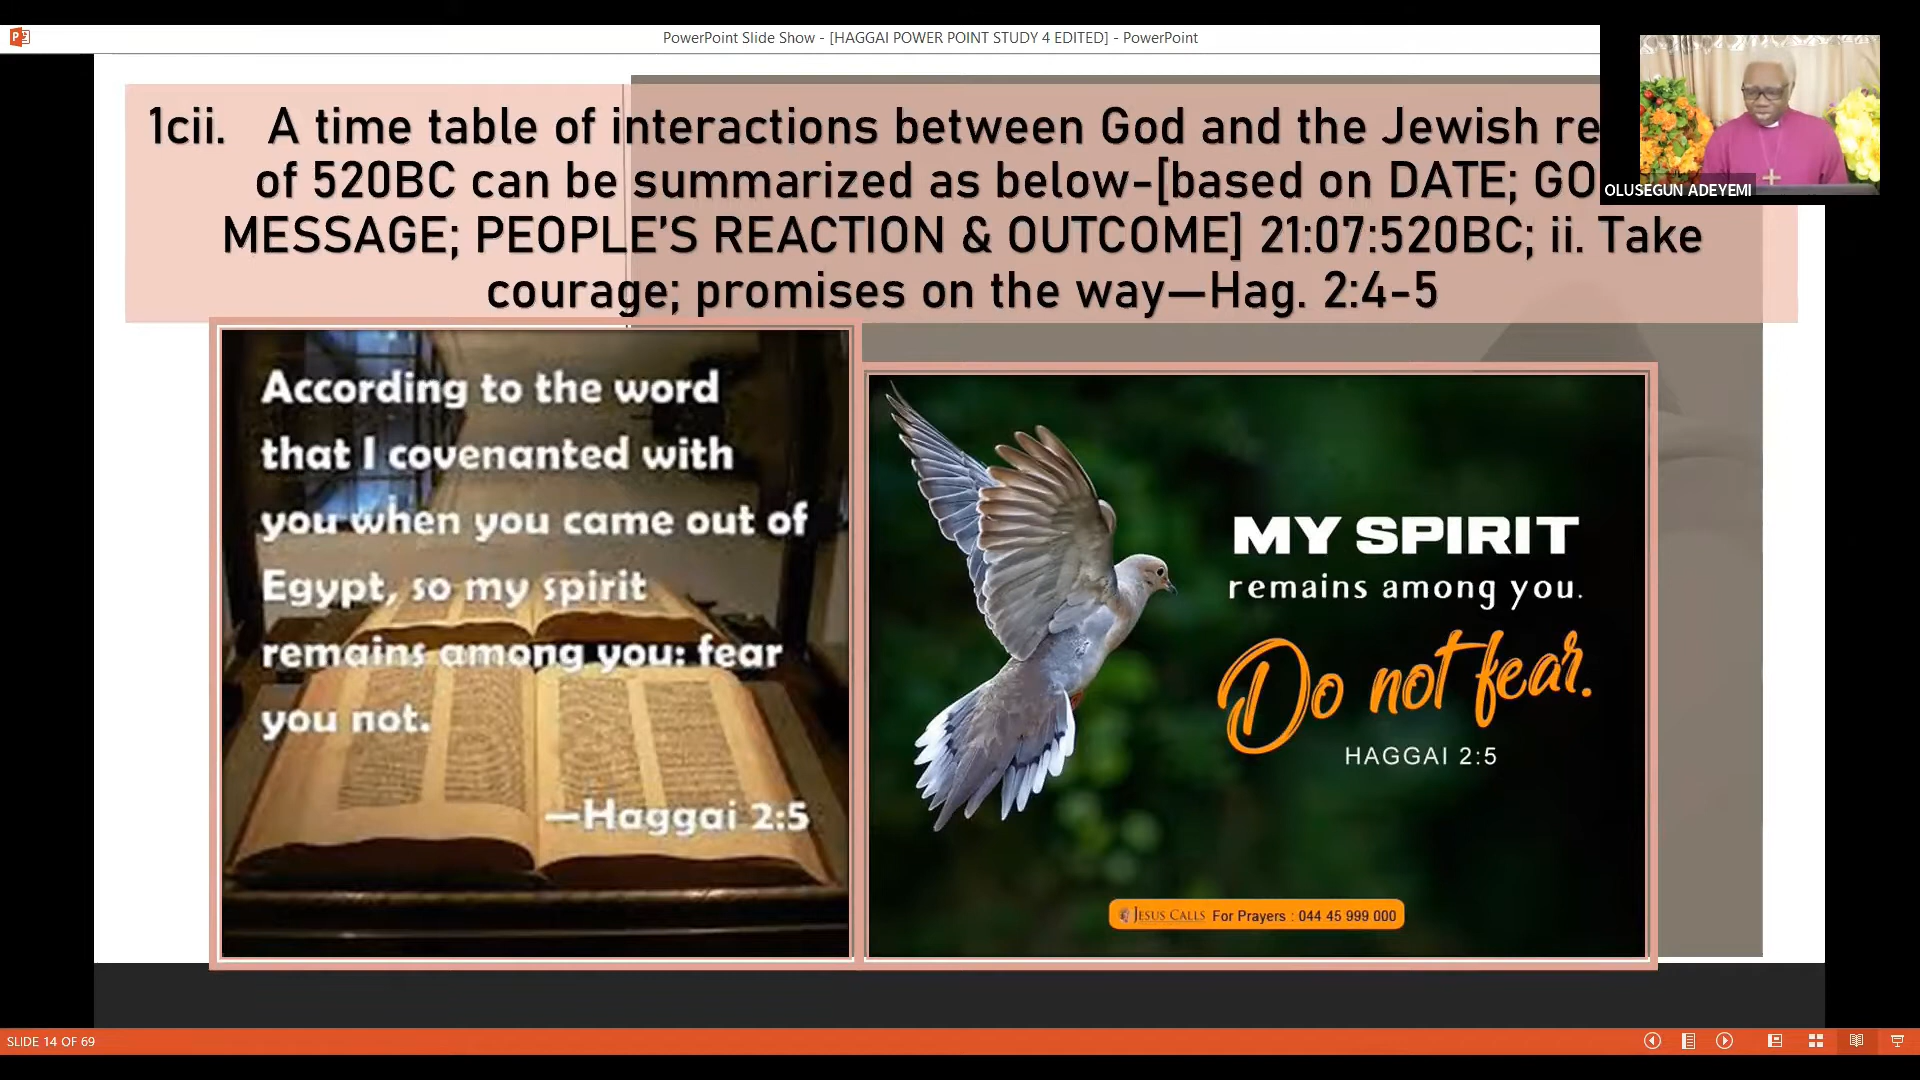 PowerPoint Slide Show - [HAGGAI POWER POINT STUDY 4 EDITED] - PowerPoint
1cii. A time table of interactions between God and the Jewish
of 520BC can be summarized as below-[based on DATE;
MESSAGE; PEOPLE'S REACTION & OUTCOME] 21:07:520BC; ii. Take
courage; promises on the way—Hag. 2:4-5
OLUSEGUN ADEYEMI
According to the word
that I covenanted with
you when you came out of
Egypt, so my spirit
remains among you: fear
you not.
—Haggai 2:5
MY SPIRIT
remains among you.
Do not fear.
HAGGAI 2:5
JESUS CALLS For Prayers : 044 45 999 000
SLIDE 14 OF 69